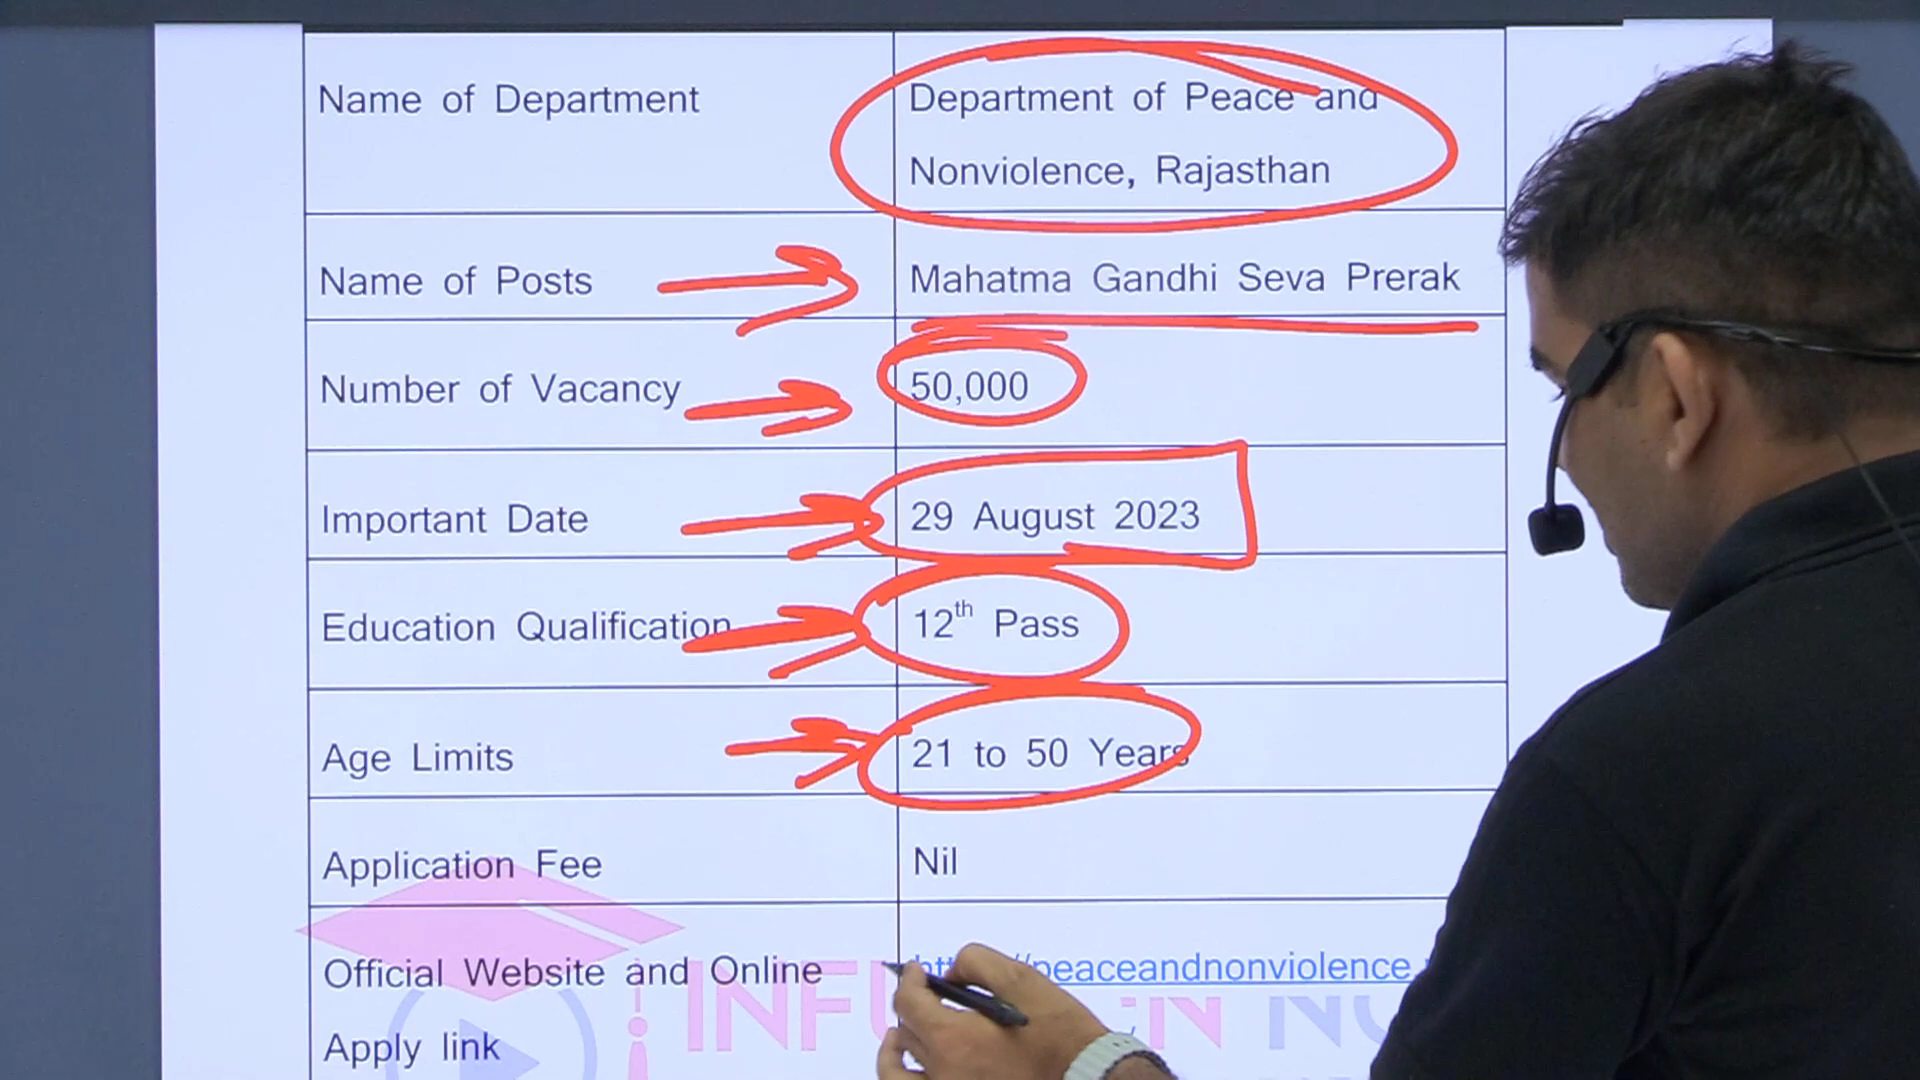 Name of Department
Department of Peace and
Nonviolence, Rajasthan
Name of Posts
Mahatma Gandhi Seva Prerak
Number of Vacancy
50,000
Important Date
29 August 2023
Education Qualification
12th Pass
Age Limits
21 to 50 Years
Application Fee
Nil
Official Website and Online
Apply link
peaceandnonviolence.